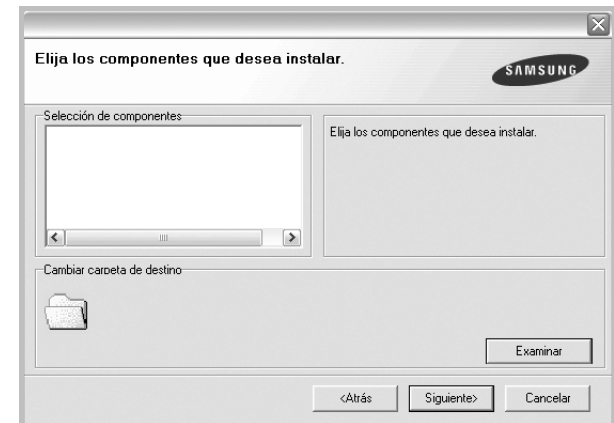 Elija los componentes que desea instalar.
SAMSUNG
Selección de componentes
Elija los componentes que desea instalar.
Cambiar carpeta de destino
Examinar
<Atrás
Siguiente>
Cancelar